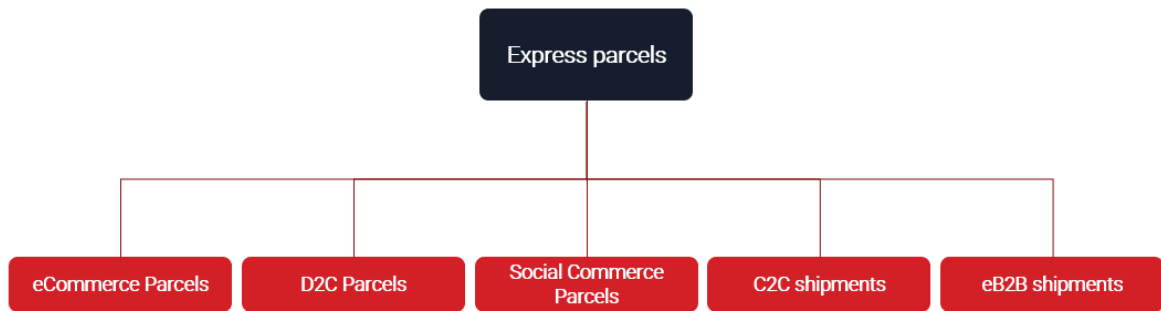 Express parcels
eCommerce Parcels
D2C Parcels
Social Commerce
Parcels
C2C shipments
eB2B shipments